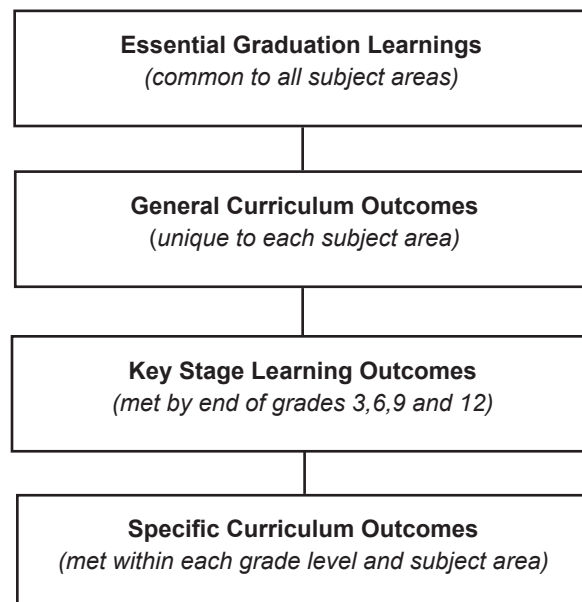 Essential Graduation Learnings
(common to all subject areas)
General Curriculum Outcomes
(unique to each subject area)
Key Stage Learning Outcomes
(met by end of grades 3,6,9 and 12)
Specific Curriculum Outcomes
(met within each grade level and subject area)